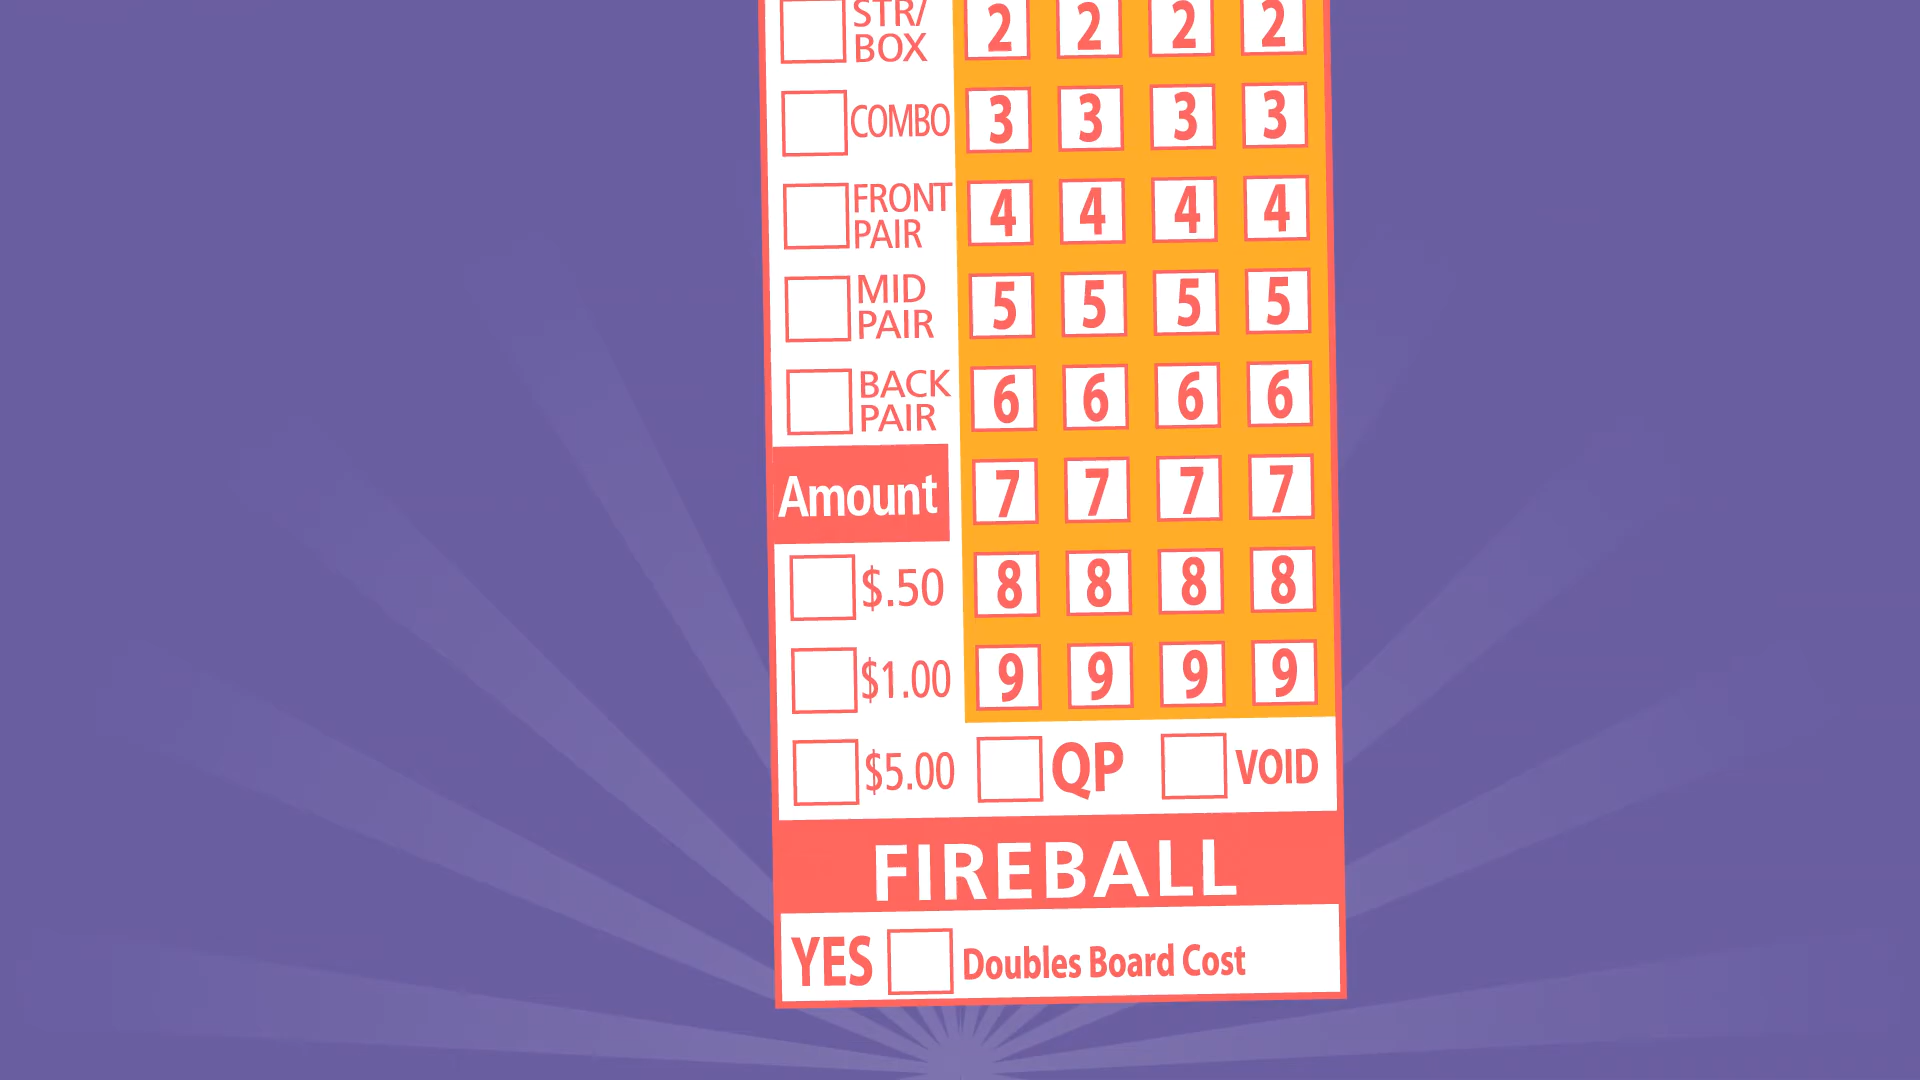 STR/ 2 2 2 2
BOX
COMBO 3 3 3 3
FRONT 4 4 4 4
PAIR
MID 5 5 5 5
PAIR
BACK 6 6 6 6
PAIR
Amount 7 7 7 7
$.50 8 8 8 8
$1.00 9 9 9 9
$5.00 QP VOID
FIREBALL
YES Doubles Board Cost